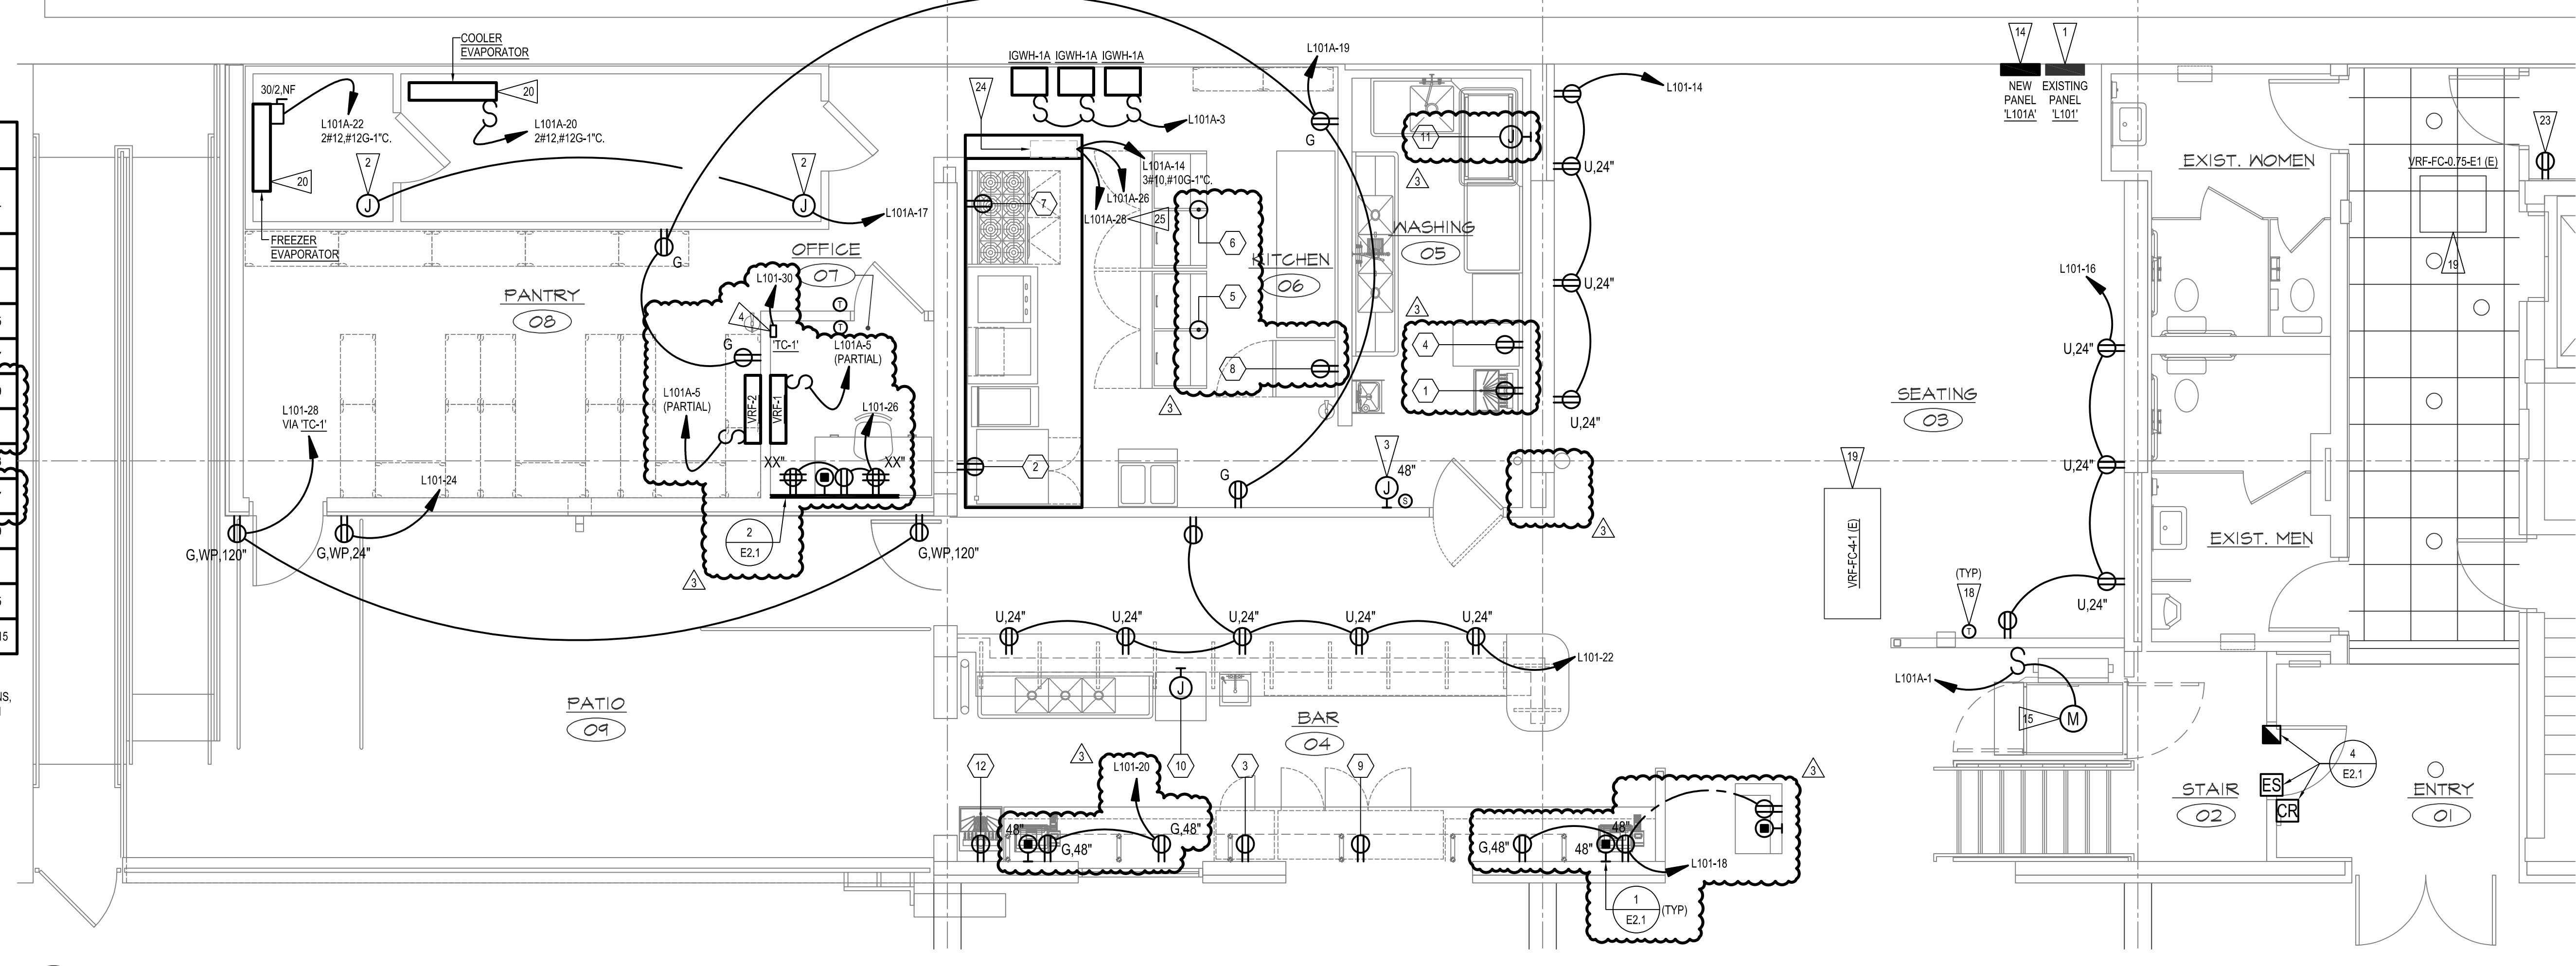 COOLER
EVAPORATOR
30/2,NF
L101A-22
2#12,#12G-1"C.
20
L101A-20
2#12,#12G-1"C.
20
2
2
J
J
L101A-17
FREEZER
EVAPORATOR
G
IGWH-1A IGWH-1A IGWH-1A
24
L101A-3
L101A-19
G
L101A-14
3#10,#10G-1"C.
L101A-26
L101A-28
25
7
6
5
8
2
KITCHEN
06
3
11
J
3
WASHING
05
3
4
1
L101-14
U,24"
U,24"
U,24"
14
1
NEW
PANEL
'L101A'
EXISTING
PANEL
'L101'
EXIST. WOMEN
VRF-FC-0.75-E1 (E)
19
23
OFFICE
07
L101-30
T
T
4
'TC-1'
G
L101A-5
(PARTIAL)
L101A-5
(PARTIAL)
VRF-2
VRF-1
L101-26
XX"
XX"
2
E2.1
3
PANTRY
08
L101-28
VIA 'TC-1'
L101-24
G,WP,120"
G,WP,24"
G,WP,120"
G
3
48"
J
S
3
SEATING
03
19
VRF-FC-4-1 (E)
L101-16
U,24"
U,24"
U,24"
(TYP)
18
T
EXIST. MEN
U,24"
U,24"
U,24"
U,24"
U,24"
L101-22
J
10
BAR
04
PATIO
09
L101A-1
15
M
12
3
L101-20
3
9
48"
G,48"
G,48"
G,48"
48"
48"
3
L101-18
1
E2.1
(TYP)
STAIR
02
ES
CR
4
E2.1
ENTRY
01
15
NS,